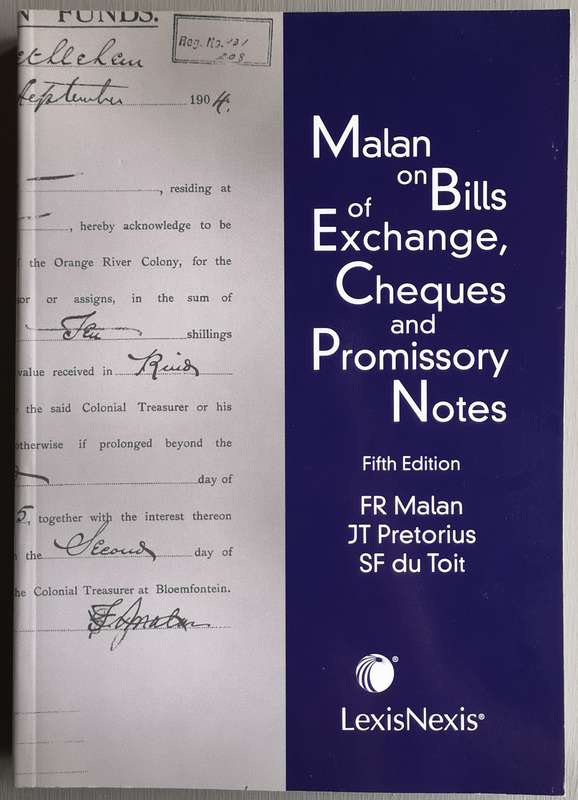 N FUNDS.
Reg. No. 121/
208
ethlehem
September 1904.
, residing at
, hereby acknowledge to be
the Orange River Colony, for the
or or assigns, in the sum of
Ten shillings
value received in Kind
the said Colonial Treasurer or his
otherwise if prolonged beyond the
day of
5, together with the interest thereon
the Second day of
he Colonial Treasurer at Bloemfontein.
Malan
on Bills
of
Exchange,
Cheques
and
Promissory
Notes
Fifth Edition
FR Malan
JT Pretorius
SF du Toit
LexisNexis®